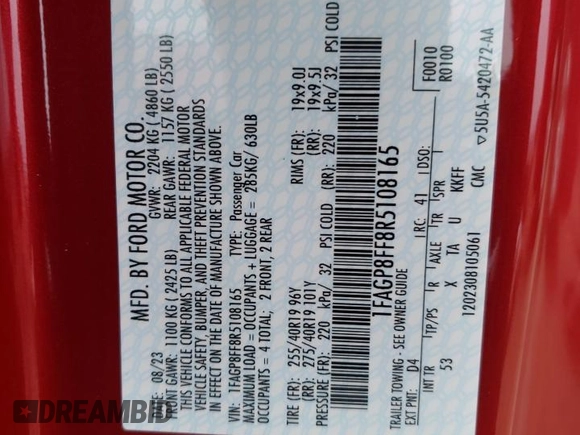 MFD. BY FORD MOTOR CO.
DATE: 08/23 GVWR: 2204 KG ( 4860 LB)
FRONT GAWR: 1100 KG ( 2425 LB) REAR GAWR: 1157 KG ( 2550 LB)
THIS VEHICLE CONFORMS TO ALL APPLICABLE FEDERAL MOTOR
VEHICLE SAFETY, BUMPER, AND THEFT PREVENTION STANDARDS
IN EFFECT ON THE DATE OF MANUFACTURE SHOWN ABOVE.
VIN: 1FAGP8FF8R5108165 TYPE: Passenger Car
MAXIMUM LOAD = OCCUPANTS + LUGGAGE = 285KG/ 630LB
OCCUPANTS = 4 TOTAL; 2 FRONT, 2 REAR
TIRE (FR): 255/40R19 96Y RIMS (FR): 19x9.0J
(RR): 275/40R19 101Y (RR): 19x9.5J
PRESSURE (FR): 220 kPa/ 32 PSI COLD (RR): 220 kPa/ 32 PSI COLD
1FAGP8FF8R5108165
TRAILER TOWING - SEE OWNER GUIDE
F0010
R0100
EXT PNT: D4 RC: 41 DSO:
INT TR TP/PS R AXLE TR SPR
53 X TA U KKFF
1202308105061 CMC ▽5U5A-5420472-AA
DREAMBID